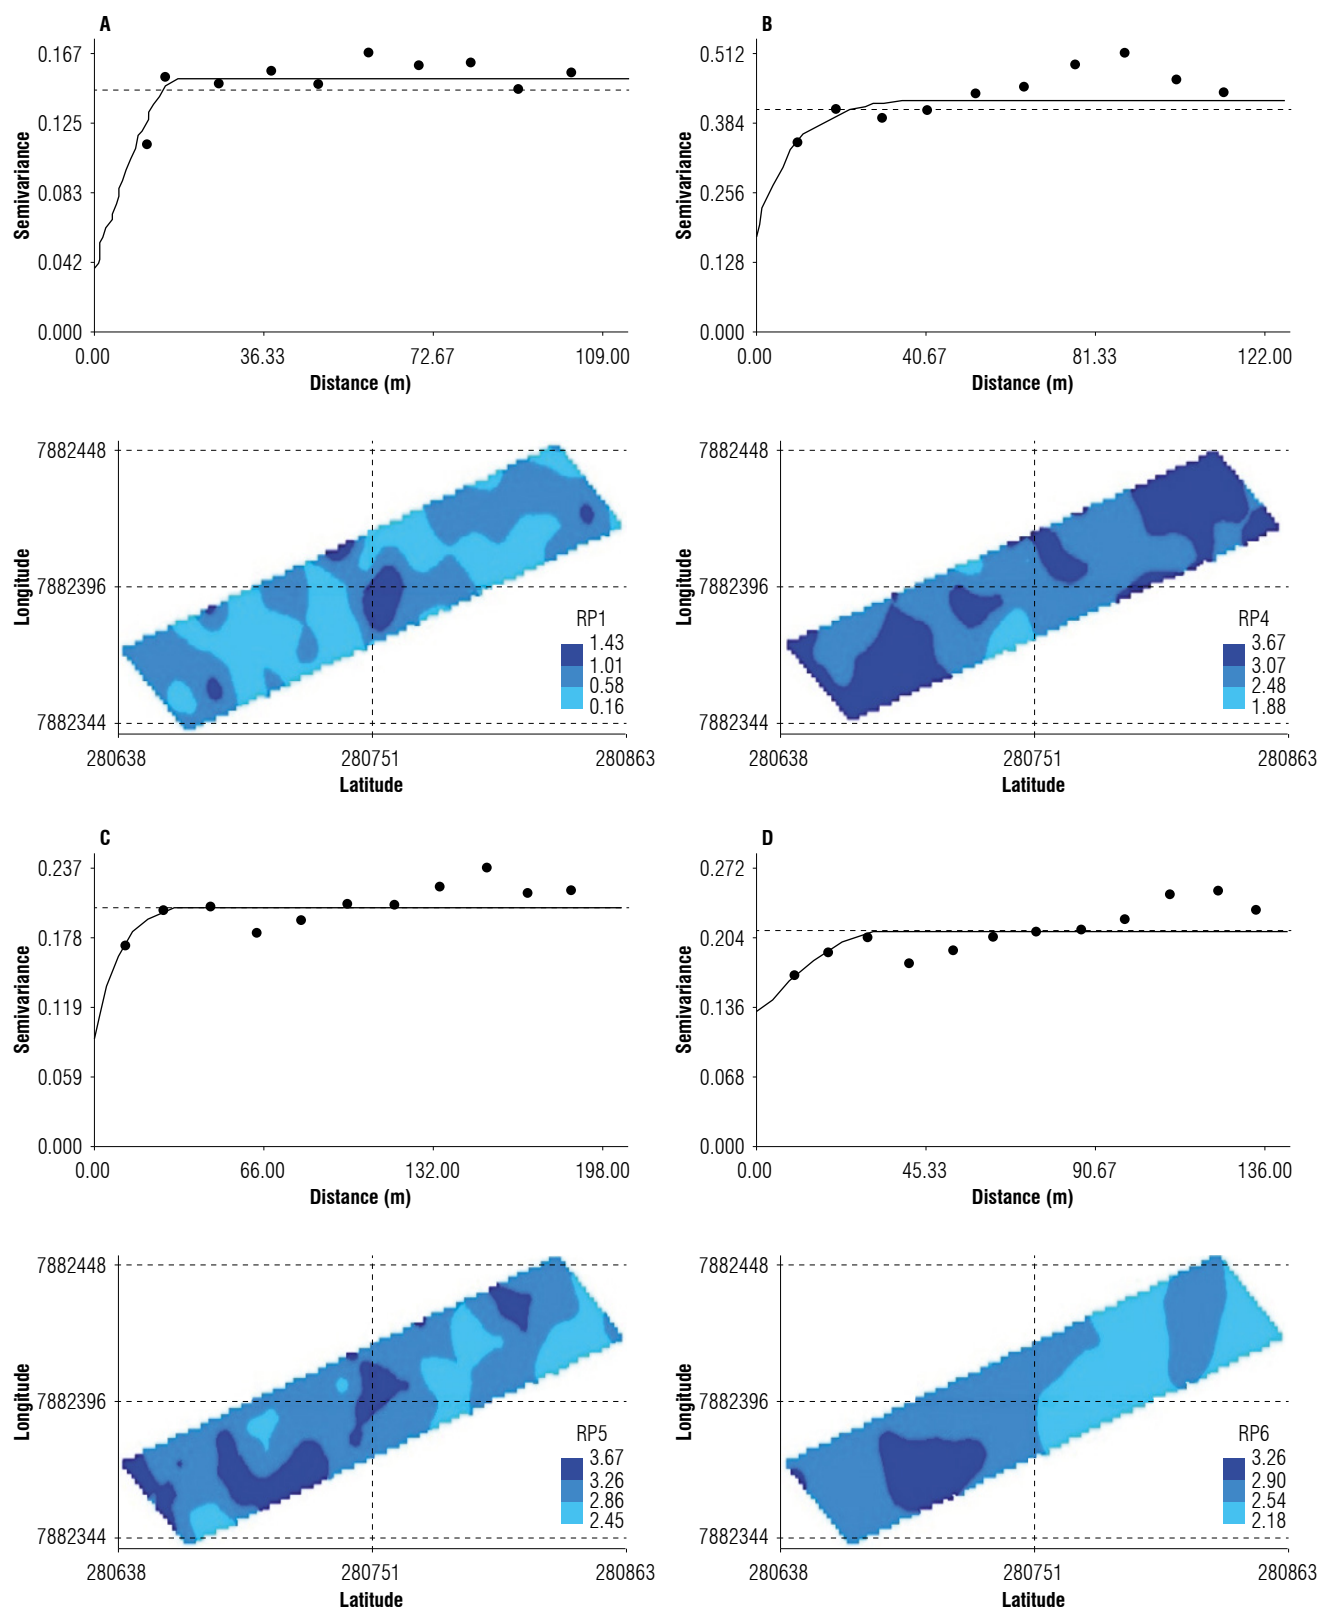 A
Semivariance
0.167
0.125
0.083
0.042
0.000
0.00 36.33 72.67 109.00
Distance (m)
B
Semivariance
0.512
0.384
0.256
0.128
0.000
0.00 40.67 81.33 122.00
Distance (m)
Longitude
7882448
7882396
7882344
RP1
1.43
1.01
0.58
0.16
280638 280751 280863
Latitude
Longitude
7882448
7882396
7882344
RP4
3.67
3.07
2.48
1.88
280638 280751 280863
Latitude
C
Semivariance
0.237
0.178
0.119
0.059
0.000
0.00 66.00 132.00 198.00
Distance (m)
D
Semivariance
0.272
0.204
0.136
0.068
0.000
0.00 45.33 90.67 136.00
Distance (m)
Longitude
7882448
7882396
7882344
RP5
3.67
3.26
2.86
2.45
280638 280751 280863
Latitude
Longitude
7882448
7882396
7882344
RP6
3.26
2.90
2.54
2.18
280638 280751 280863
Latitude